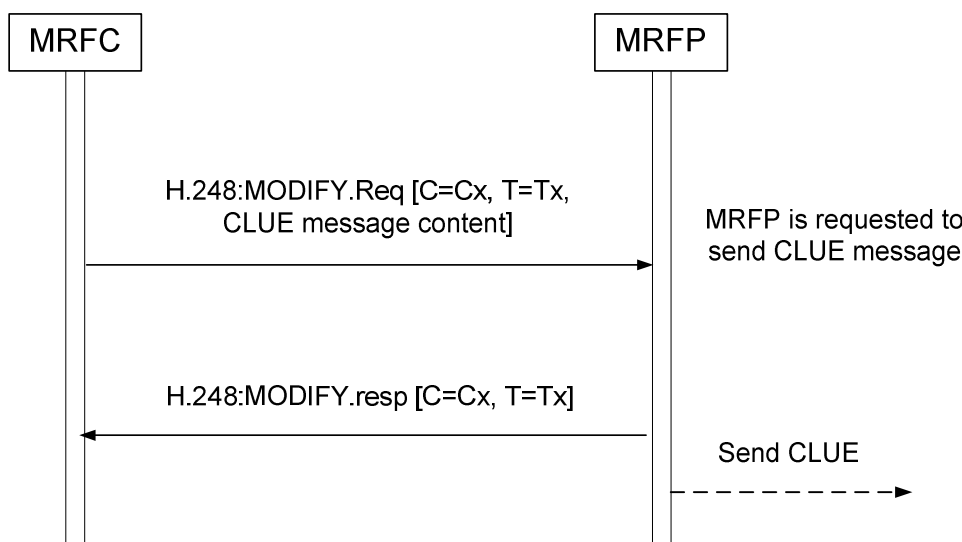 MRFC
MRFP
H.248:MODIFY.Req [C=Cx, T=Tx,
CLUE message content]
MRFP is requested to
send CLUE message
H.248:MODIFY.resp [C=Cx, T=Tx]
Send CLUE